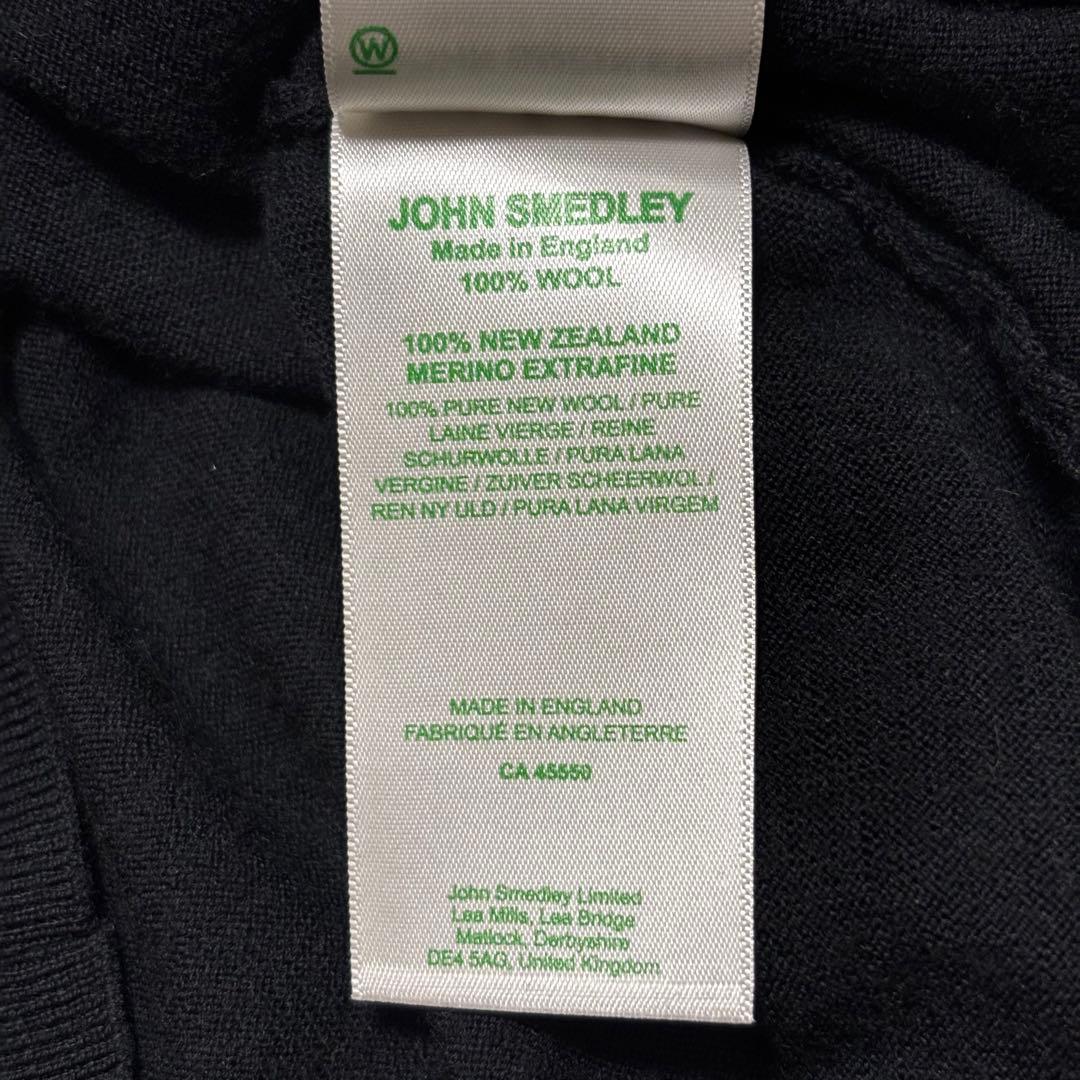 W
JOHN SMEDLEY
Made in England
100% WOOL
100% NEW ZEALAND
MERINO EXTRAFINE
100% PURE NEW WOOL / PURE
LAINE VIERGE / REINE
SCHURWOLLE / PURA LANA
VERGINE / ZUIVER SCHEERWOL /
REN NY ULD / PURA LANA VIRGEM
MADE IN ENGLAND
FABRIQUÉ EN ANGLETERRE
CA 45550
John Smedley Limited
Lea Mills, Lea Bridge
Matlock, Derbyshire
DE4 5AG, United Kingdom